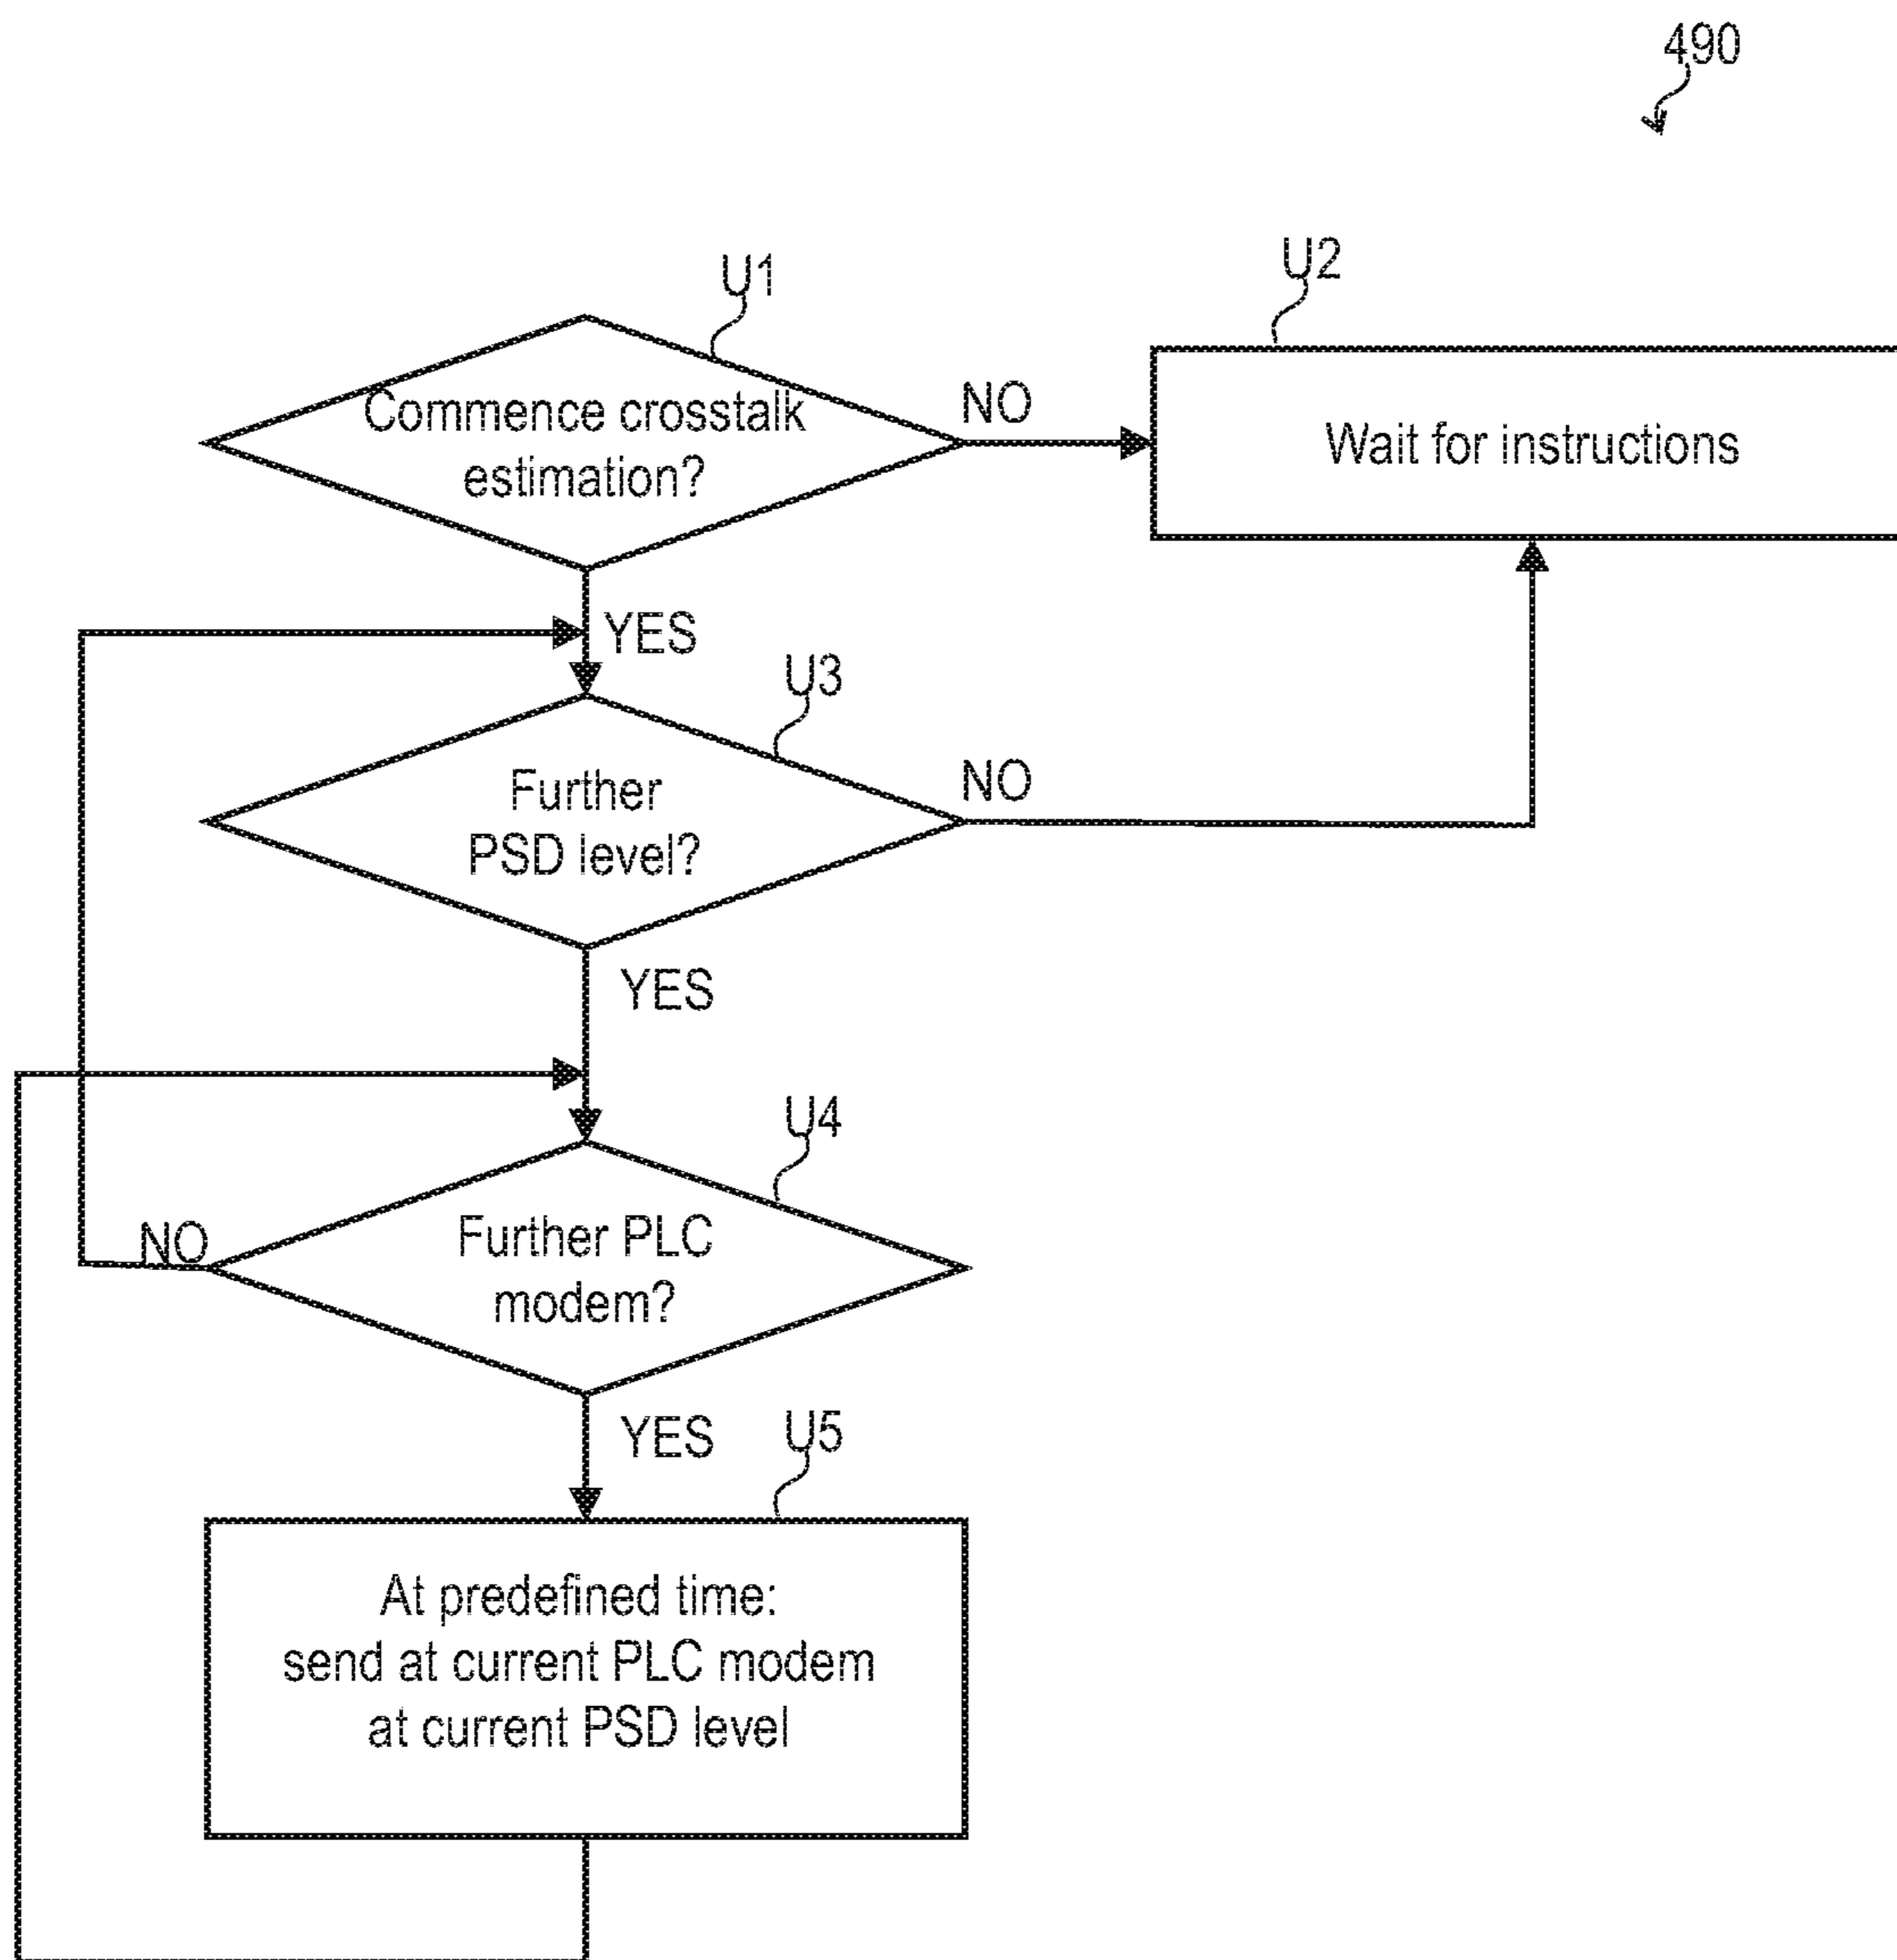 490
U1
U2
Commence crosstalk
estimation?
NO
Wait for instructions
YES
U3
Further
PSD level?
NO
YES
U4
Further PLC
modem?
NO
YES
U5
At predefined time:
send at current PLC modem
at current PSD level